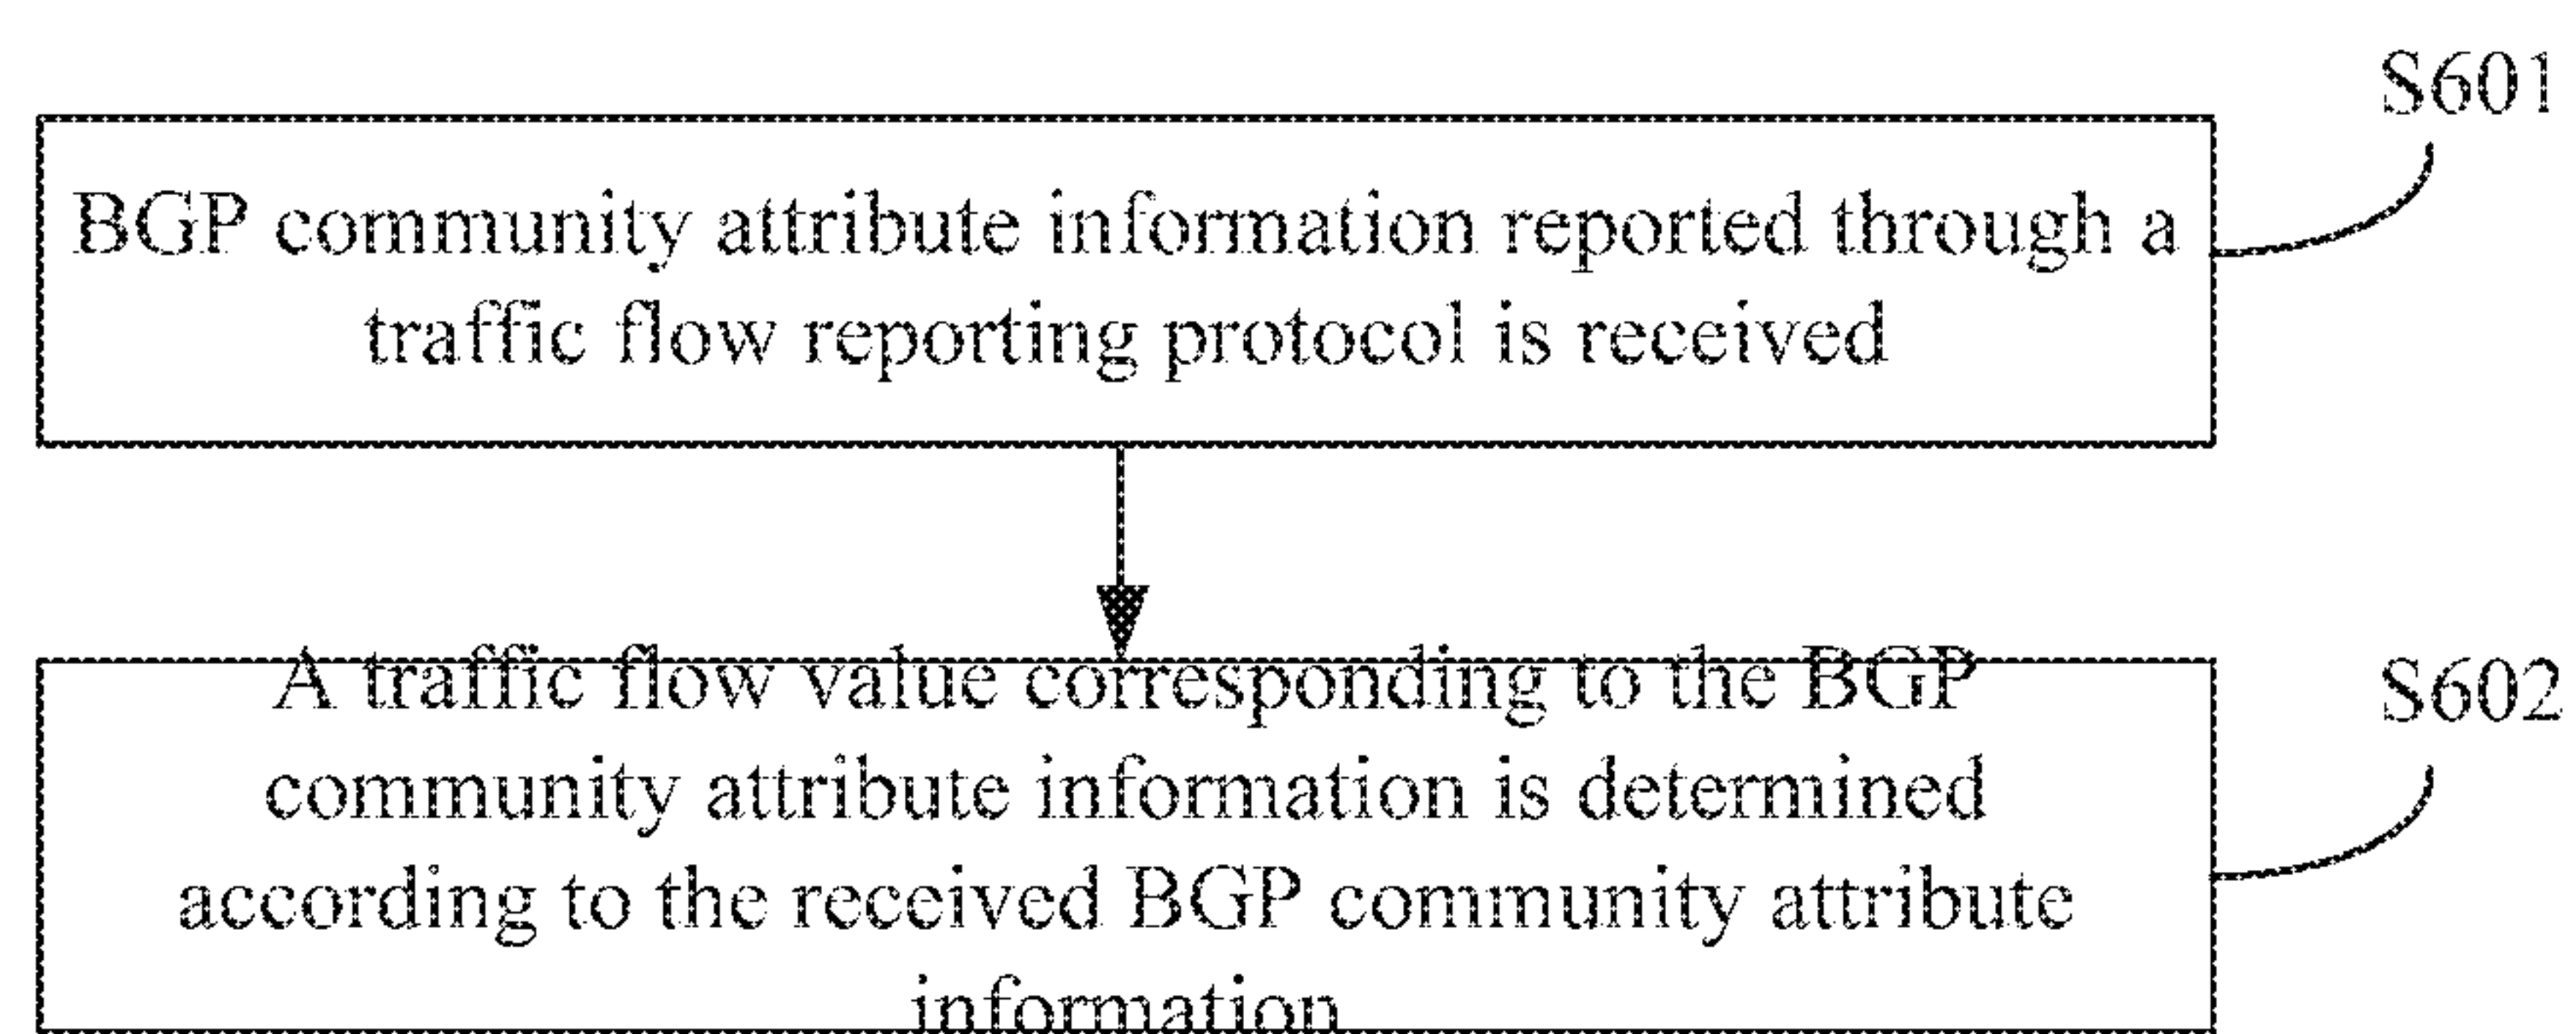 S601
BGP community attribute information reported through a
traffic flow reporting protocol is received
A traffic flow value corresponding to the BGP
S602
community attribute information is determined
according to the received BGP community attribute
information